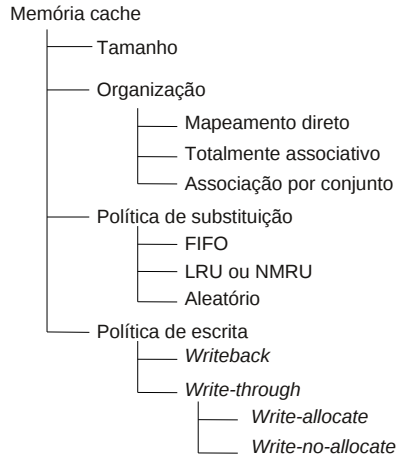 Memória cache
Tamanho
Organização
Mapeamento direto
Totalmente associativo
Associação por conjunto
Política de substituição
FIFO
LRU ou NMRU
Aleatório
Política de escrita
Writeback
Write-through
Write-allocate
Write-no-allocate